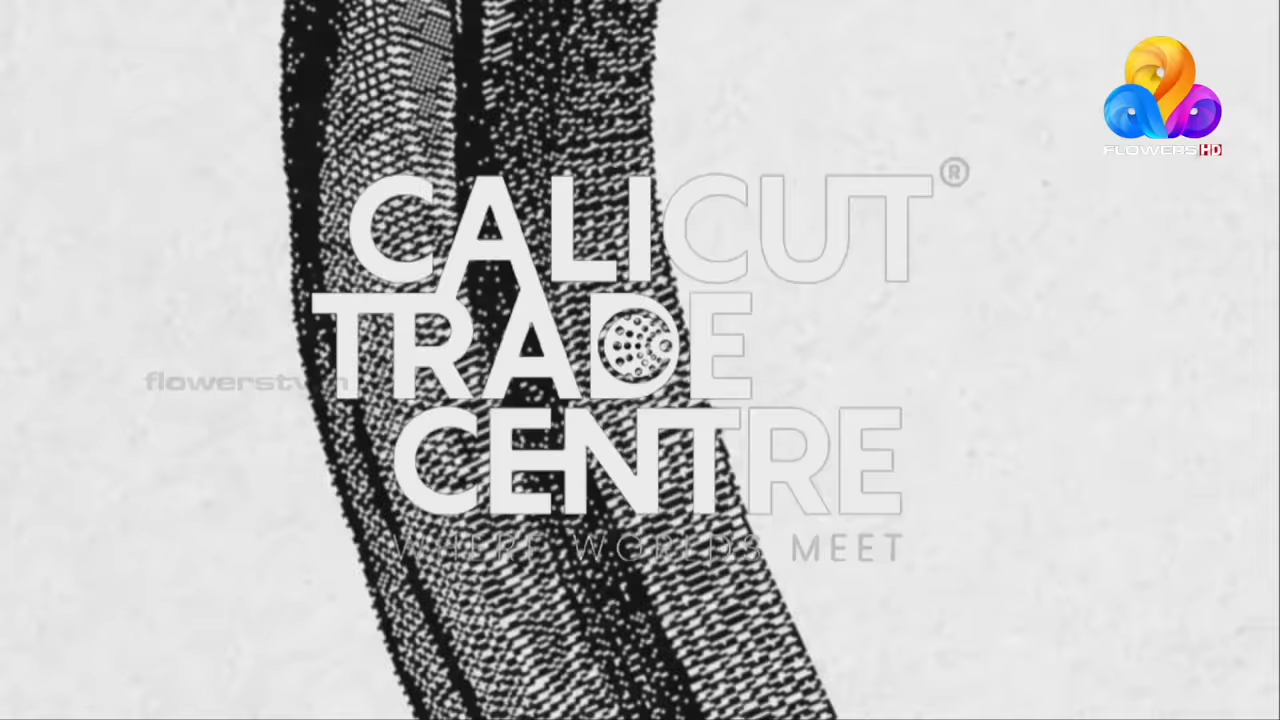 FLOWERS HD
CALICUT ®
TRADE
CENTRE
WHERE WORLDS MEET